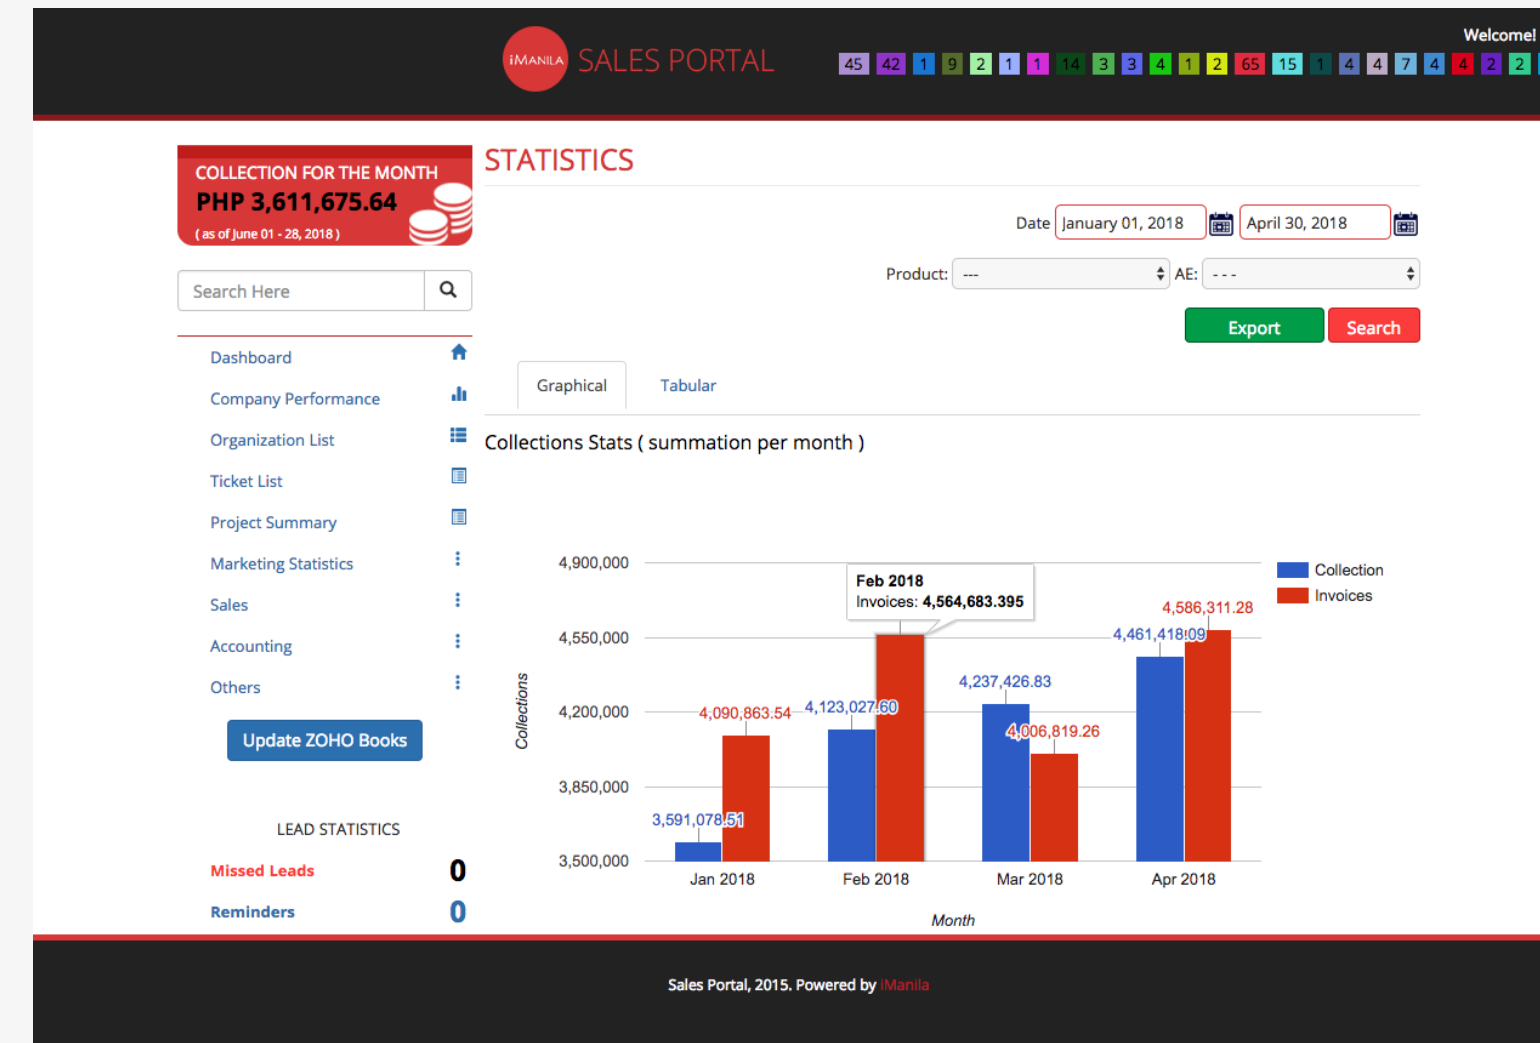 Welcome!
iMANILA SALES PORTAL
45 42 1 9 2 1 1 14 3 3 4 1 2 65 15 1 4 4 7 4 4 2 2
COLLECTION FOR THE MONTH
PHP 3,611,675.64
( as of June 01 - 28, 2018 )
Search Here
Dashboard
Company Performance
Organization List
Ticket List
Project Summary
Marketing Statistics
Sales
Accounting
Others
Update ZOHO Books
LEAD STATISTICS
Missed Leads 0
Reminders 0
STATISTICS
Date January 01, 2018 April 30, 2018
Product: --- AE: - - -
Export Search
Graphical Tabular
Collections Stats ( summation per month )
4,900,000
4,550,000
4,200,000
3,850,000
3,500,000
Collections
Feb 2018
Invoices: 4,564,683.395
4,586,311.28
4,461,418.09
4,237,426.83
4,090,863.54 4,123,027.60
4,006,819.26
3,591,078.51
Collection
Invoices
Jan 2018 Feb 2018 Mar 2018 Apr 2018
Month
Sales Portal, 2015. Powered by iManila